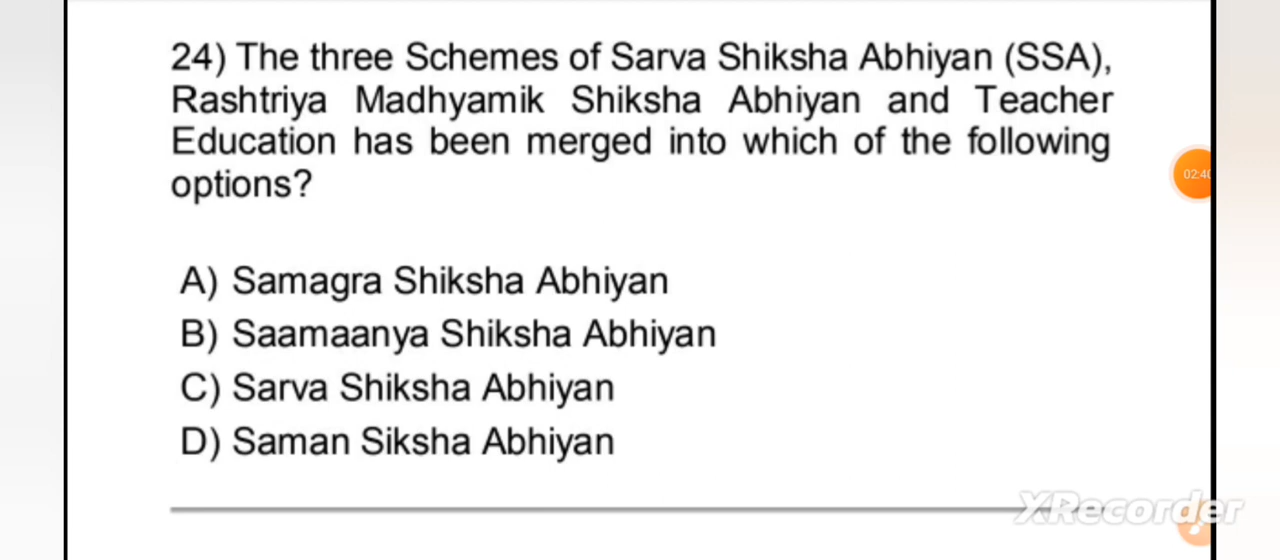 24) The three Schemes of Sarva Shiksha Abhiyan (SSA),
Rashtriya Madhyamik Shiksha Abhiyan and Teacher
Education has been merged into which of the following
options?
02:40
A) Samagra Shiksha Abhiyan
B) Saamaanya Shiksha Abhiyan
C) Sarva Shiksha Abhiyan
D) Saman Siksha Abhiyan
XRecorder